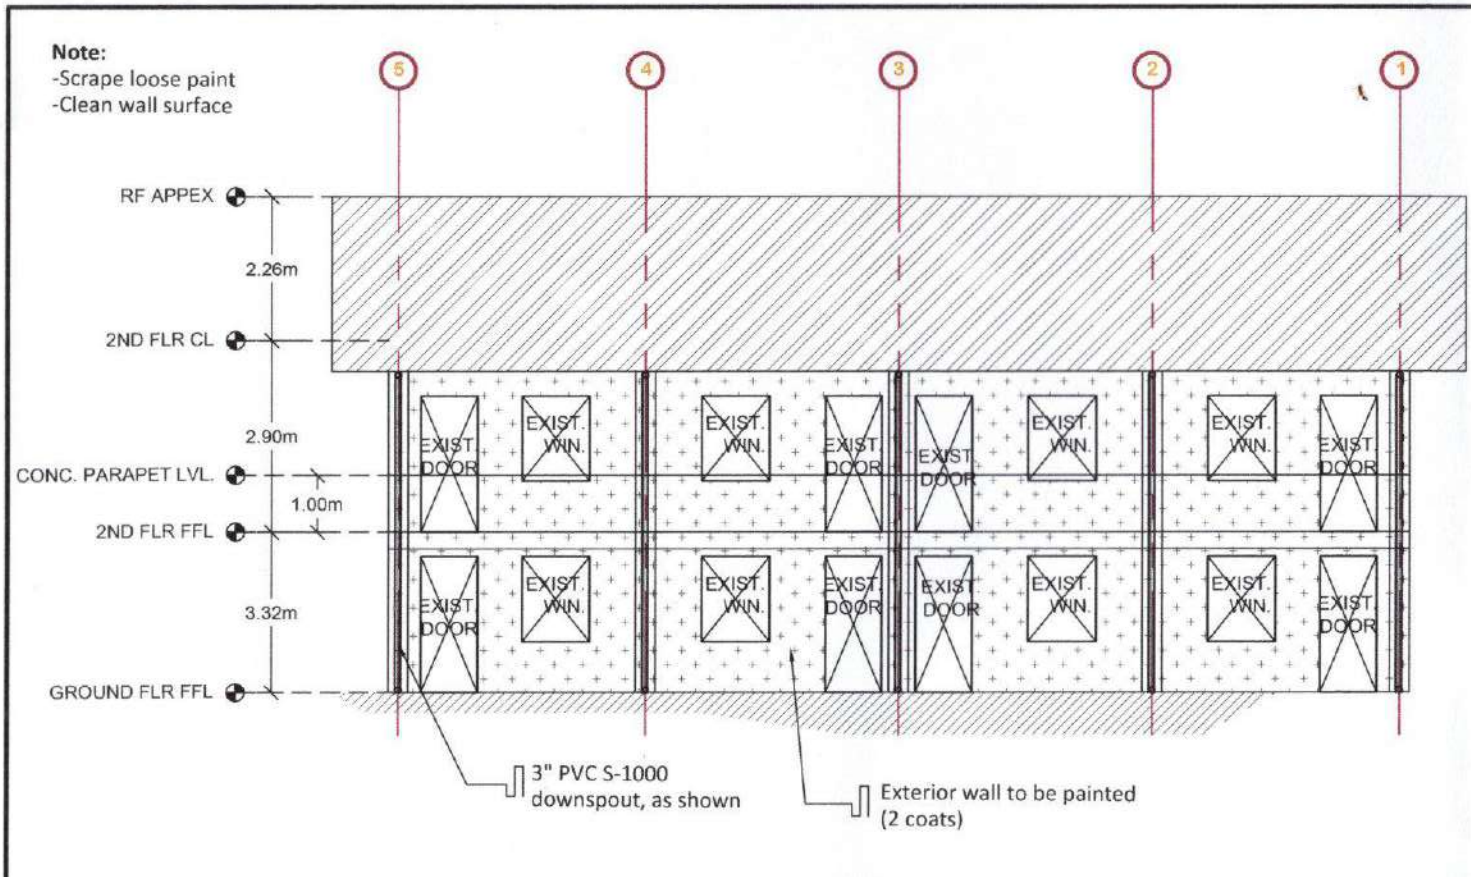 Note:
-Scrape loose paint
-Clean wall surface
5
4
3
2
1
RF APPEX
2.26m
2ND FLR CL
2.90m
CONC. PARAPET LVL.
1.00m
2ND FLR FFL
3.32m
GROUND FLR FFL
EXIST.
DOOR
EXIST.
WIN.
EXIST.
WIN.
EXIST.
DOOR
EXIST.
DOOR
EXIST.
WIN.
EXIST.
WIN.
EXIST.
DOOR
EXIST.
DOOR
EXIST.
WIN.
EXIST.
WIN.
EXIST.
DOOR
EXIST.
DOOR
EXIST.
WIN.
EXIST.
WIN.
EXIST.
DOOR
3" PVC S-1000
downspout, as shown
Exterior wall to be painted
(2 coats)